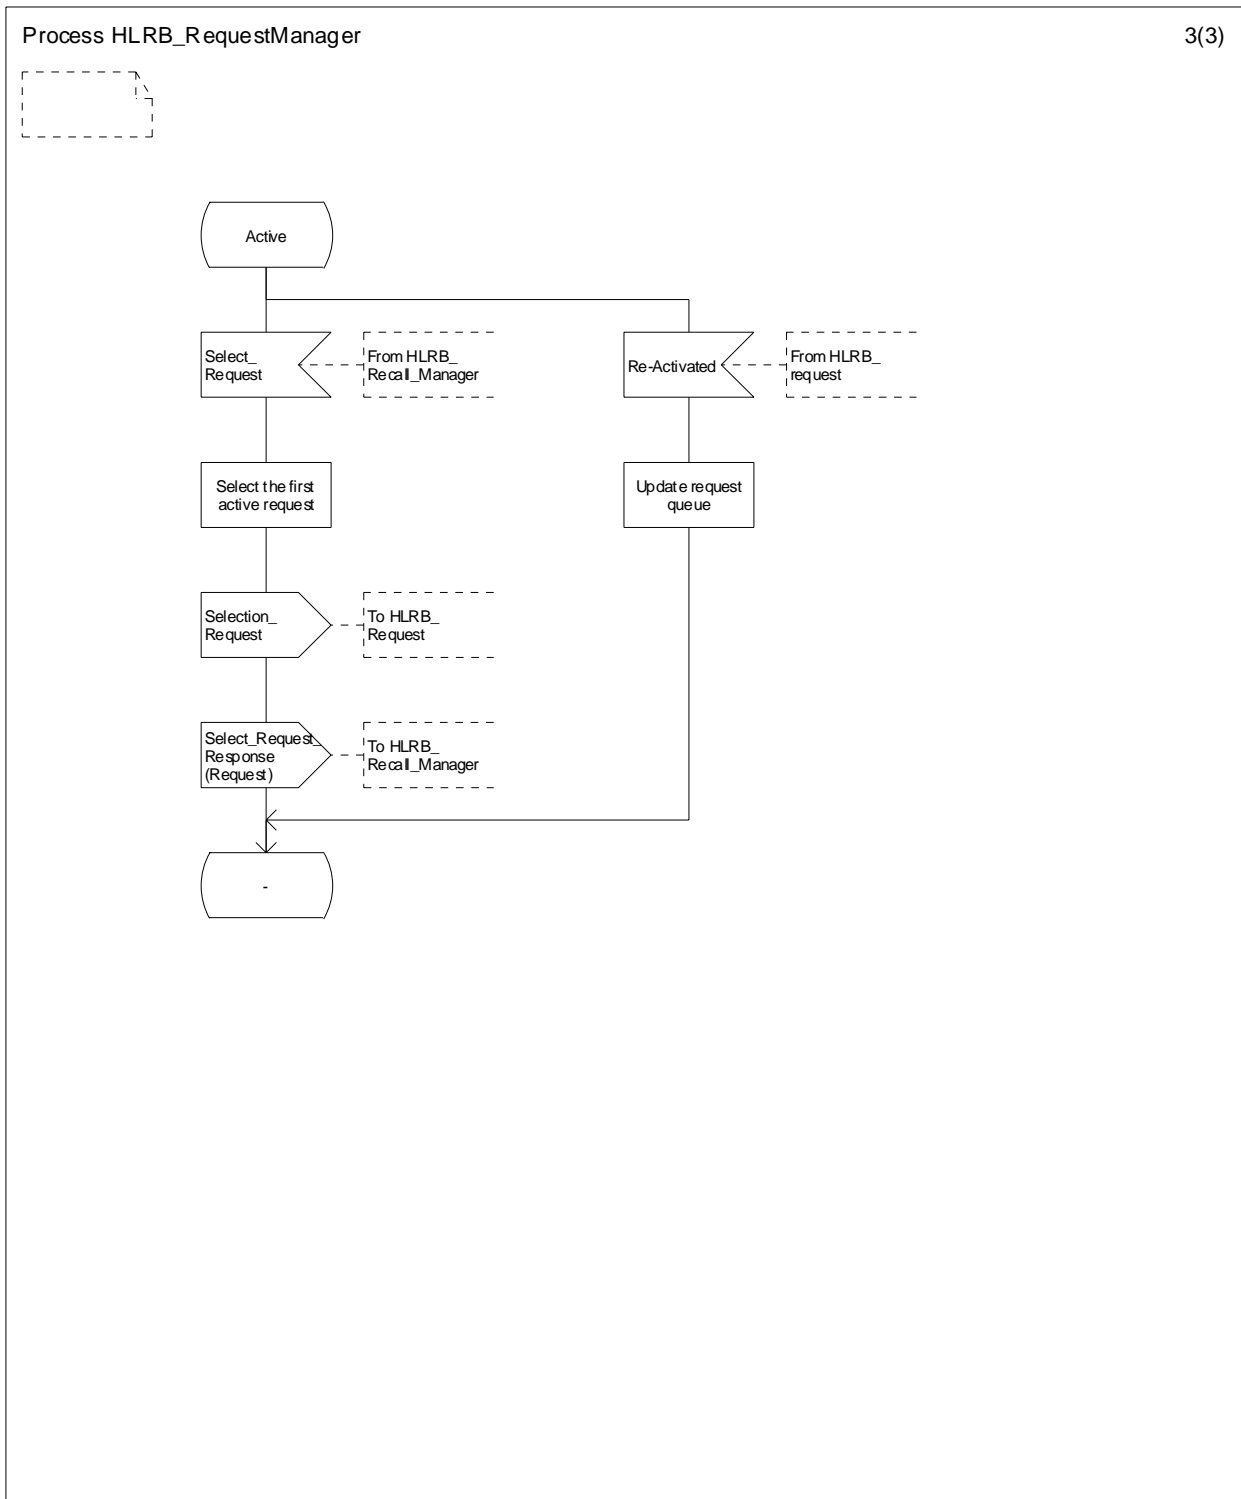 Process HLRB_RequestManager
3(3)
Active
Select_
Request
From HLRB_
Recall_Manager
Re-Activated
From HLRB_
request
Select the first
active request
Update request
queue
Selection_
Request
To HLRB_
Request
Select_Request_
Response
(Request)
To HLRB_
Recall_Manager
-